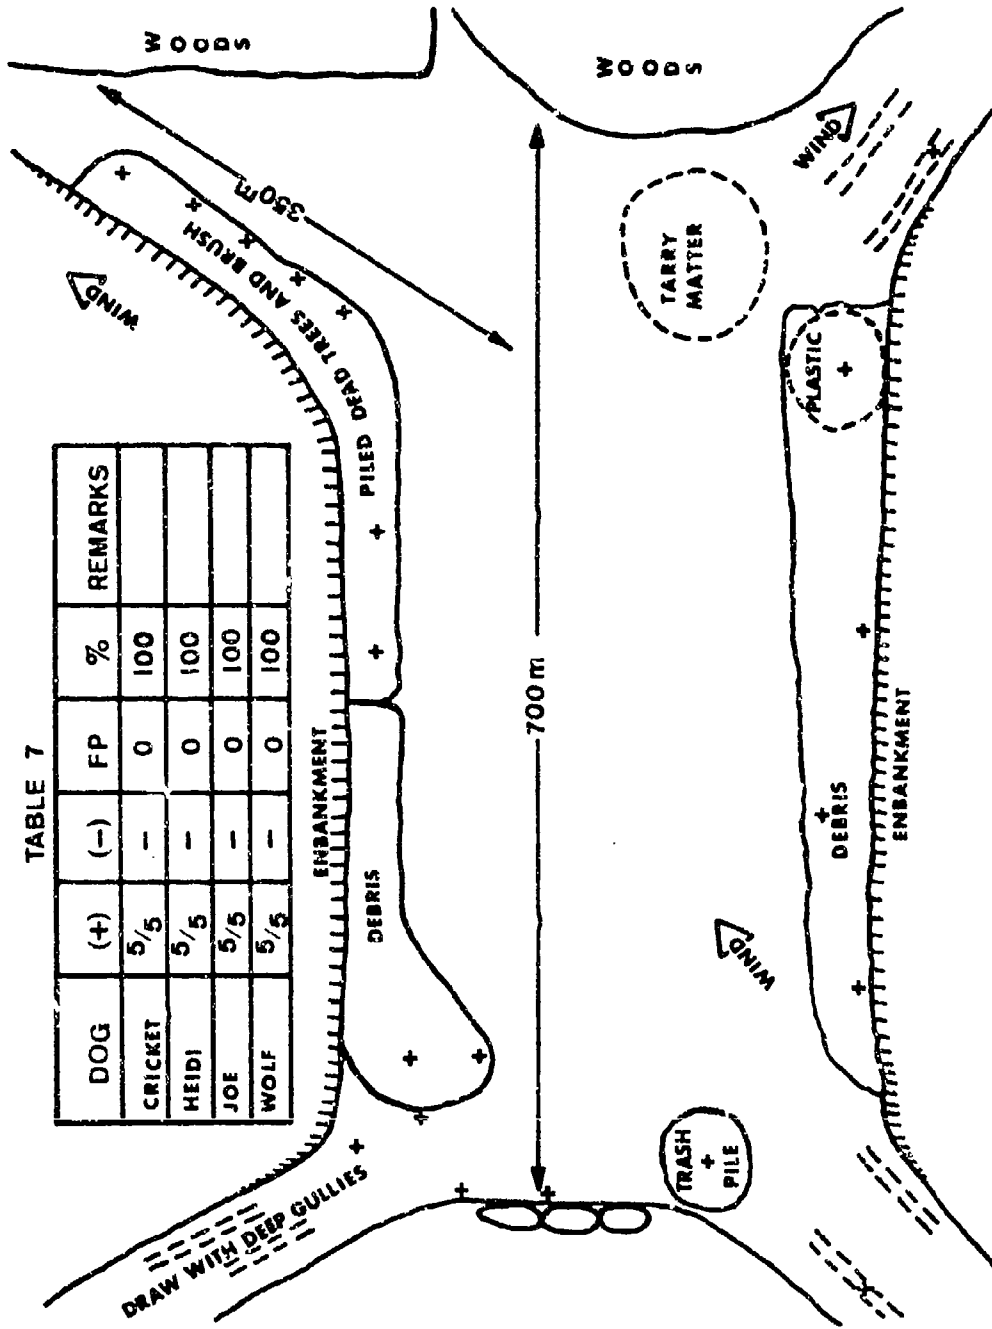 TABLE 7
DOG (+) (−) FP % REMARKS
CRICKET 5/5 − 0 100
HEIDI 5/5 − 0 100
JOE 5/5 − 0 100
WOLF 5/5 − 0 100
WIND
WOODS
350m
PILED DEAD TREES AND BRUSH
ENBANKMENT
DEBRIS
DRAW WITH DEEP GULLIES
700m
WOODS
TARRY
MATTER
WIND
TRASH
+
PILE
WIND
PLASTIC
DEBRIS
ENBANKMENT